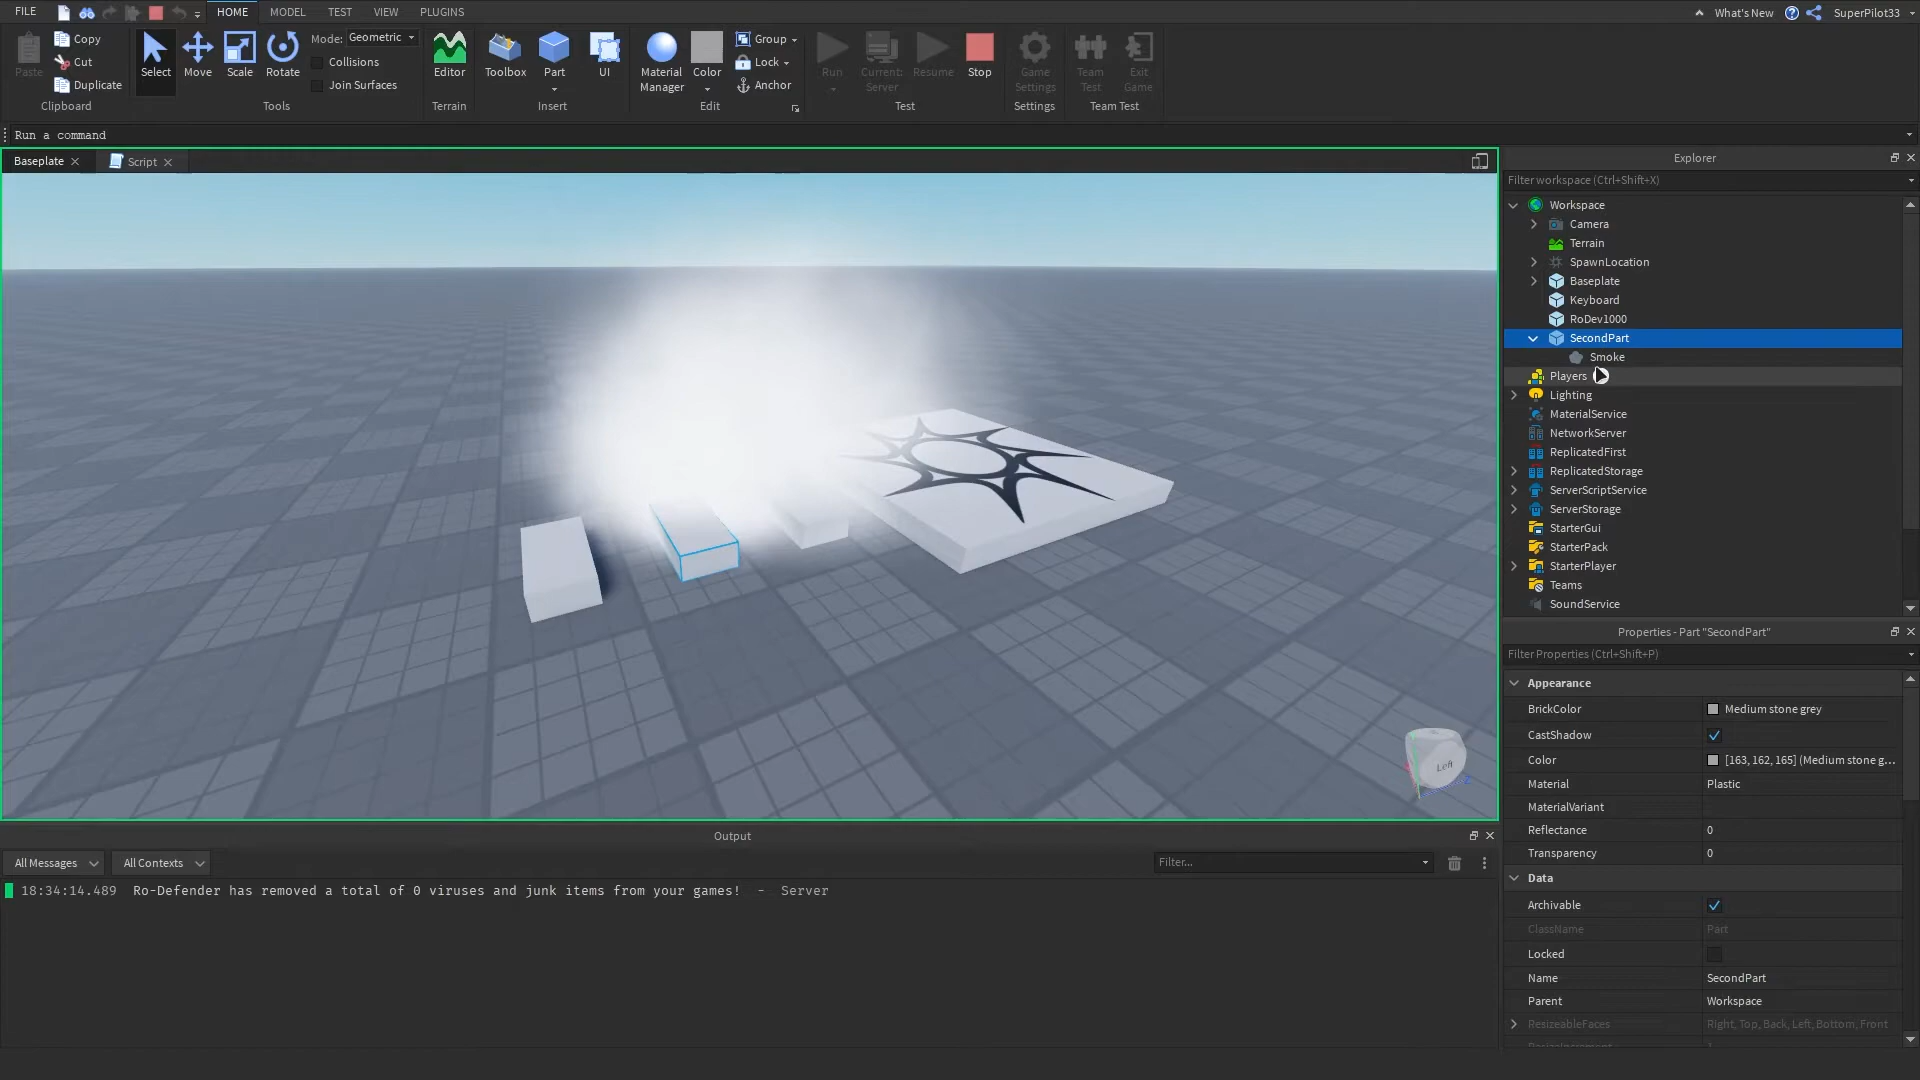 FILE
HOME
MODEL
TEST
VIEW
PLUGINS
What's New
SuperPilot33
Paste
Copy
Cut
Duplicate
Clipboard
Select
Move
Scale
Rotate
Mode: Geometric
Collisions
Join Surfaces
Tools
Editor
Terrain
Toolbox
Part
UI
Insert
Material
Manager
Color
Group
Lock
Anchor
Edit
Run
Current:
Server
Resume
Stop
Test
Game
Settings
Settings
Team
Test
Exit
Game
Team Test
Run a command
Baseplate
Script
Left
Explorer
Filter workspace (Ctrl+Shift+X)
Workspace
Camera
Terrain
SpawnLocation
Baseplate
Keyboard
RoDev1000
SecondPart
Smoke
Players
Lighting
MaterialService
NetworkServer
ReplicatedFirst
ReplicatedStorage
ServerScriptService
ServerStorage
StarterGui
StarterPack
StarterPlayer
Teams
SoundService
Properties - Part "SecondPart"
Filter Properties (Ctrl+Shift+P)
Appearance
BrickColor Medium stone grey
CastShadow
Color [163, 162, 165] (Medium stone g...
Material Plastic
MaterialVariant
Reflectance 0
Transparency 0
Data
Archivable
ClassName Part
Locked
Name SecondPart
Parent Workspace
ResizeableFaces Right, Top, Back, Left, Bottom, Front
Output
All Messages
All Contexts
Filter...
18:34:14.489 Ro-Defender has removed a total of 0 viruses and junk items from your games! - Server